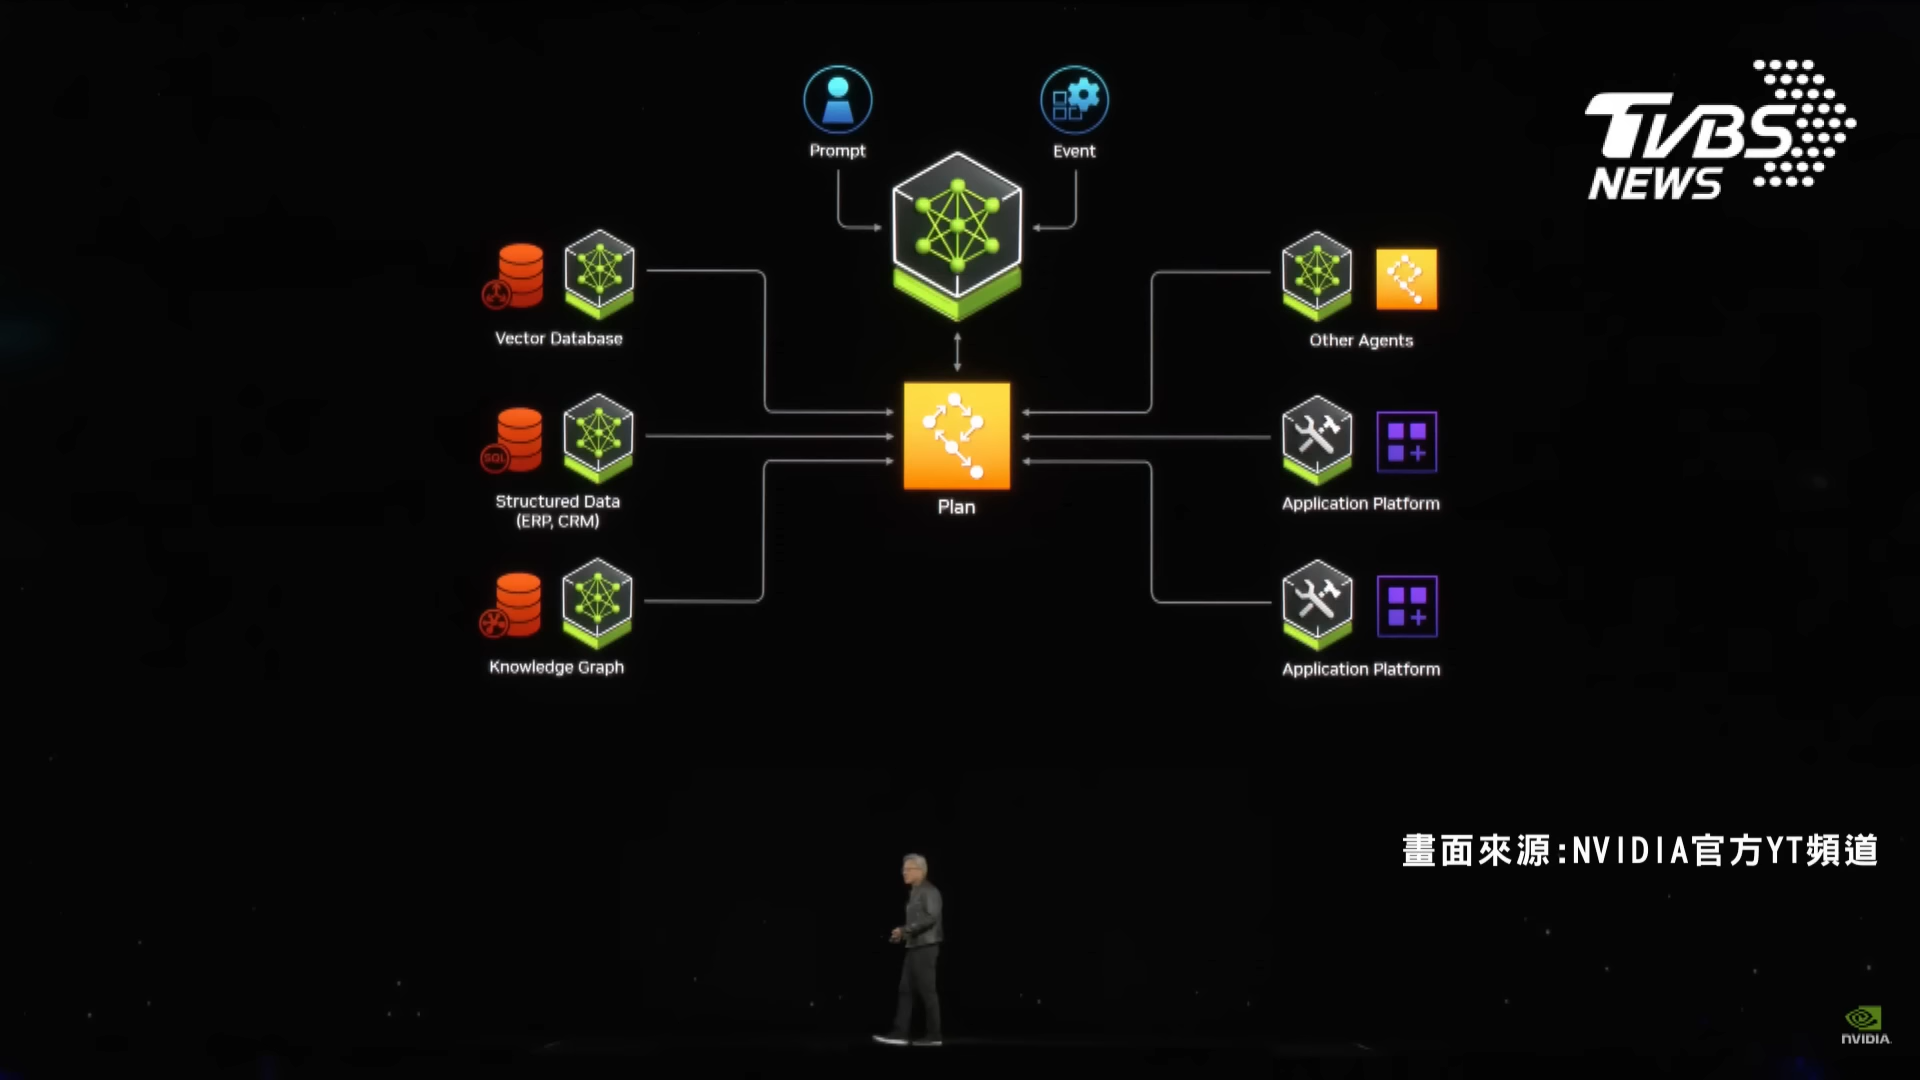 Prompt
Event
TVBS
NEWS
Vector Database
Other Agents
SQL
Structured Data
(ERP, CRM)
Plan
Application Platform
Knowledge Graph
Application Platform
畫面來源:NVIDIA官方YT頻道
NVIDIA